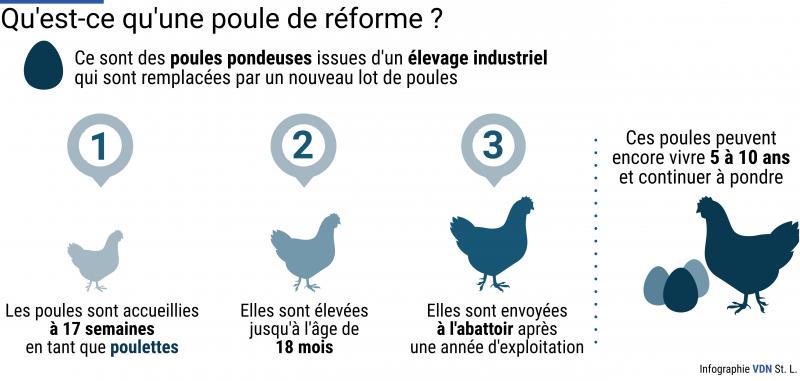 Qu'est-ce qu'une poule de réforme ?
Ce sont des poules pondeuses issues d'un élevage industriel
qui sont remplacées par un nouveau lot de poules
1
Les poules sont accueillies
à 17 semaines
en tant que poulettes
2
Elles sont élevées
jusqu'à l'âge de
18 mois
3
Elles sont envoyées
à l'abattoir après
une année d'exploitation
Ces poules peuvent
encore vivre 5 à 10 ans
et continuer à pondre
Infographie VDN St. L.